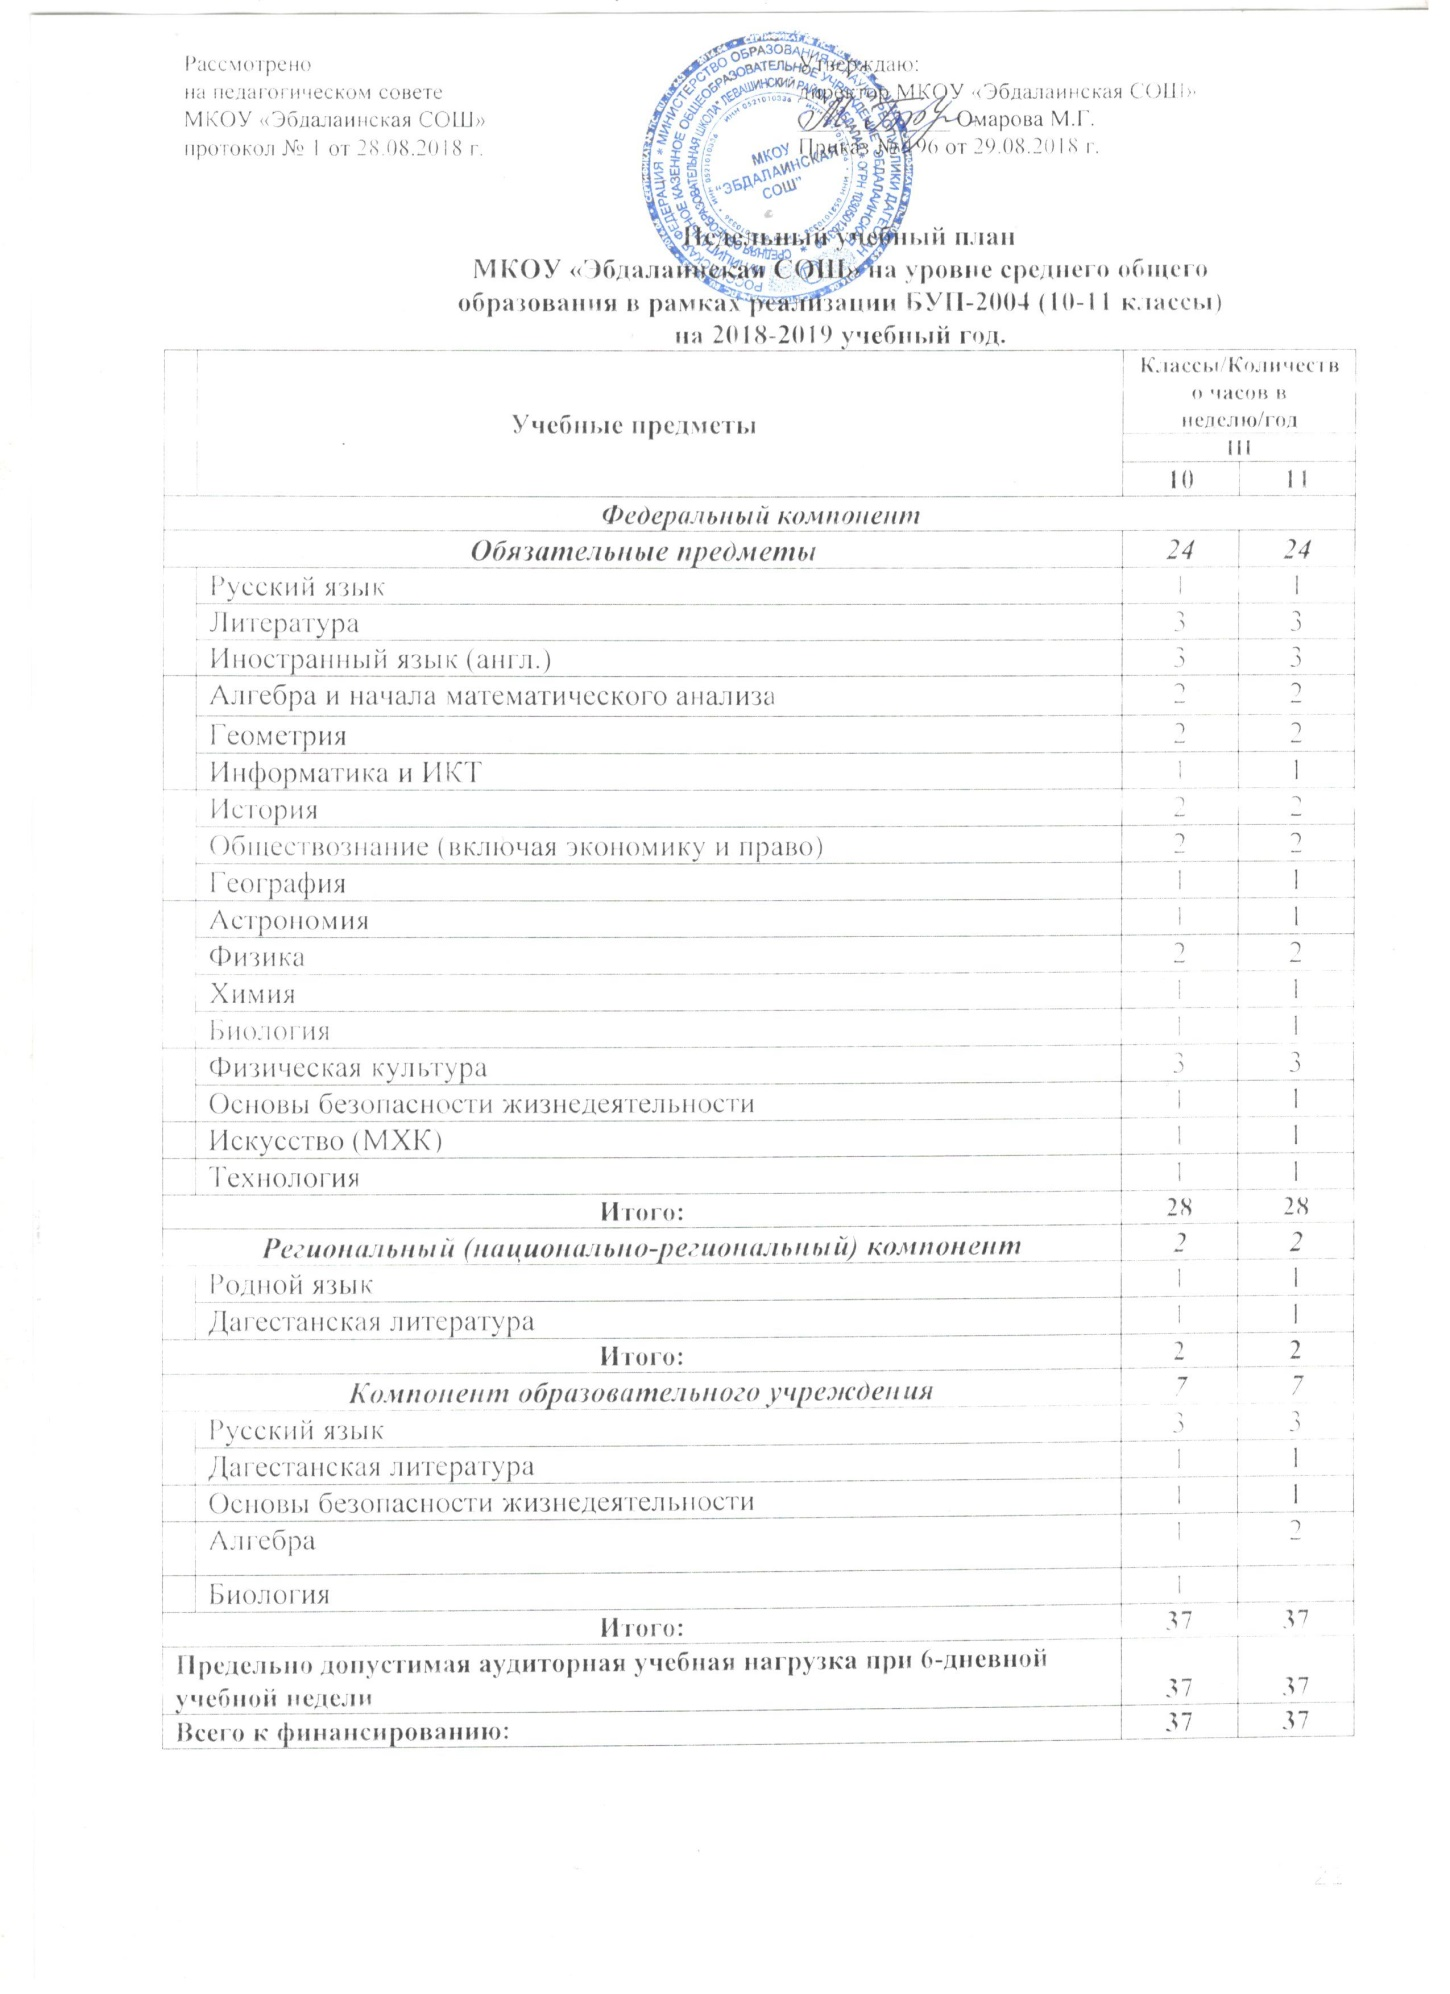 Рассмотрено
на педагогическом совете
МКОУ «Эбдалаинская СОШ»
протокол № 1 от 28.08.2018 г.
Утверждаю:
директор МКОУ «Эбдалаинская СОШ»
Омарова М.Г.
Приказ № 96 от 29.08.2018 г.
МКОУ
"ЭБДАЛАИНСКАЯ
СОШ"
Недельный учебный план
МКОУ «Эбдалаинская СОШ» на уровне среднего общего
образования в рамках реализации БУП-2004 (10-11 классы)
на 2018-2019 учебный год.
Учебные предметы
Классы/Количеств
о часов в
неделю/год
III
10 11
Федеральный компонент
Обязательные предметы 24 24
Русский язык 1 1
Литература 3 3
Иностранный язык (англ.) 3 3
Алгебра и начала математического анализа 2 2
Геометрия 2 2
Информатика и ИКТ 1 1
История 2 2
Обществознание (включая экономику и право) 2 2
География 1 1
Астрономия 1 1
Физика 2 2
Химия 1 1
Биология 1 1
Физическая культура 3 3
Основы безопасности жизнедеятельности 1 1
Искусство (МХК) 1 1
Технология 1 1
Итого: 28 28
Региональный (национально-региональный) компонент 2 2
Родной язык 1 1
Дагестанская литература 1 1
Итого: 2 2
Компонент образовательного учреждения 7 7
Русский язык 3 3
Дагестанская литература 1 1
Основы безопасности жизнедеятельности 1 1
Алгебра 1 2
Биология 1
Итого: 37 37
Предельно допустимая аудиторная учебная нагрузка при 6-дневной
учебной недели 37 37
Всего к финансированию: 37 37